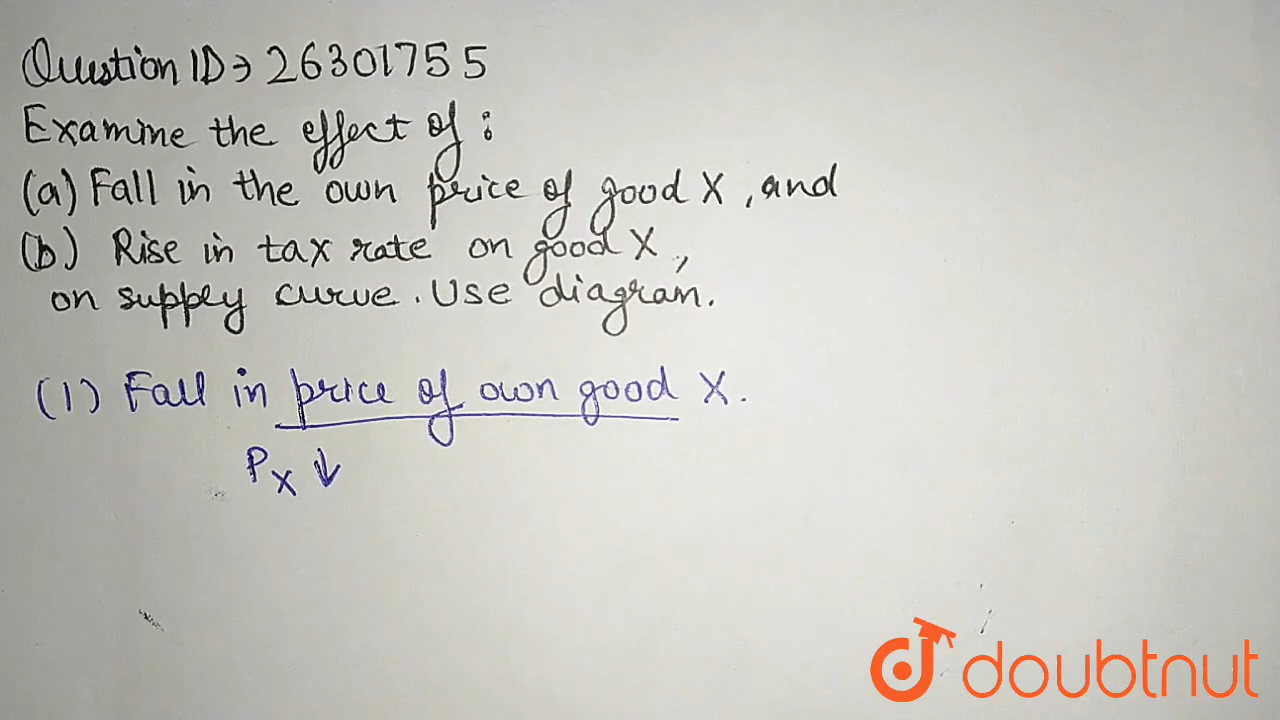 Question ID → 26301755
Examine the effect of :
(a) Fall in the own price of good X, and
(b) Rise in tax rate on good X,
on supply curve. Use diagram.
(1) Fall in price of own good X.
Px ↓
doubtnut